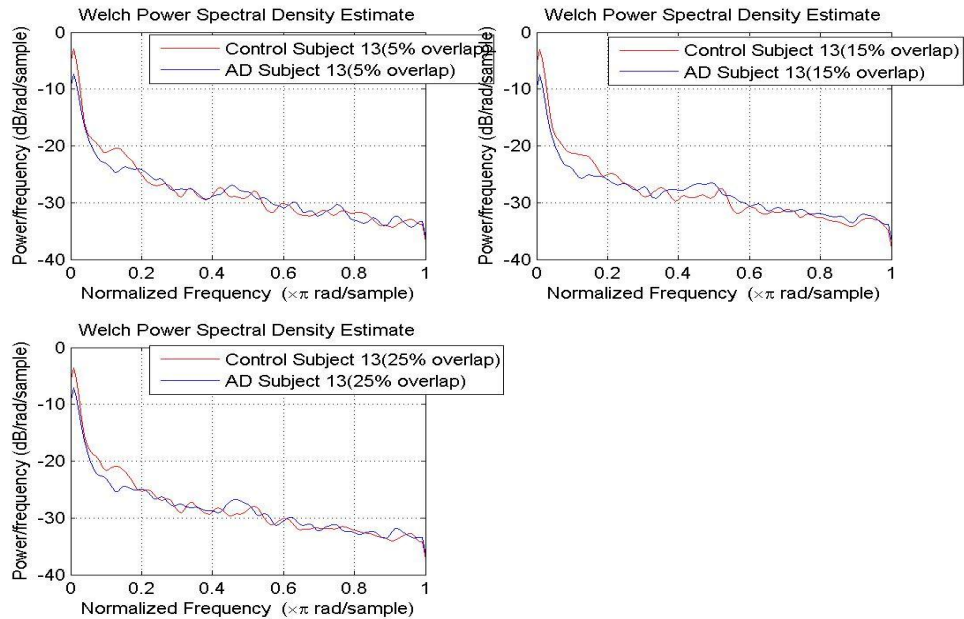 Welch Power Spectral Density Estimate
Control Subject 13(5% overlap)
AD Subject 13(5% overlap)
Power/frequency (dB/rad/sample)
0
-10
-20
-30
-40
0 0.2 0.4 0.6 0.8 1
Normalized Frequency (×π rad/sample)
Welch Power Spectral Density Estimate
Control Subject 13(15% overlap)
AD Subject 13(15% overlap)
Power/frequency (dB/rad/sample)
0
-10
-20
-30
-40
0 0.2 0.4 0.6 0.8 1
Normalized Frequency (×π rad/sample)
Welch Power Spectral Density Estimate
Control Subject 13(25% overlap)
AD Subject 13(25% overlap)
Power/frequency (dB/rad/sample)
0
-10
-20
-30
-40
0 0.2 0.4 0.6 0.8 1
Normalized Frequency (×π rad/sample)